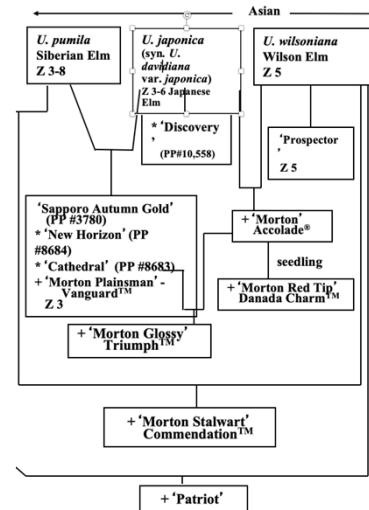 Asian
U. pumila
Siberian Elm
Z 3-8
U. japonica
(syn. U.
davidiana
var. japonica)
Z 3-6 Japanese
Elm
U. wilsoniana
Wilson Elm
Z 5
* ‘Discovery
’
(PP#10,558)
‘Prospector
’
Z 5
‘Sapporo Autumn Gold’
(PP #3780)
* ‘New Horizon’ (PP
#8684)
* ‘Cathedral’ (PP #8683)
+ ‘Morton Plainsman’ -
Vanguard™
Z 3
+ ‘Morton’
Accolade®
seedling
+ ‘Morton Red Tip’
Danada Charm™
+ ‘Morton Glossy’
Triumph™
+ ‘Morton Stalwart’
Commendation™
+ ‘Patriot’